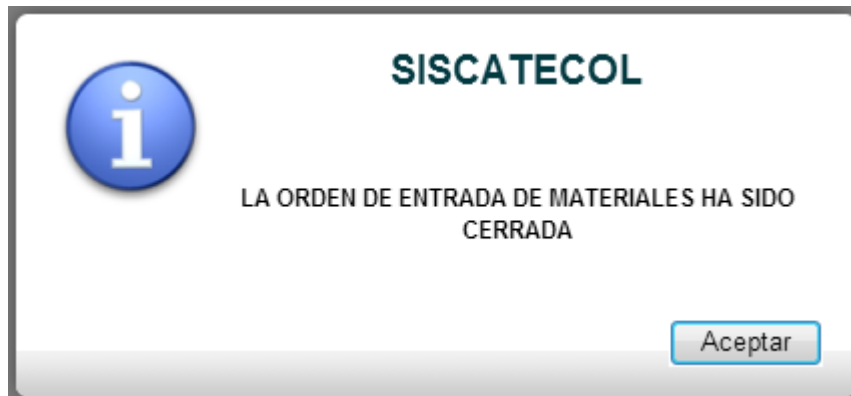 SISCATECOL
LA ORDEN DE ENTRADA DE MATERIALES HA SIDO
CERRADA
Aceptar